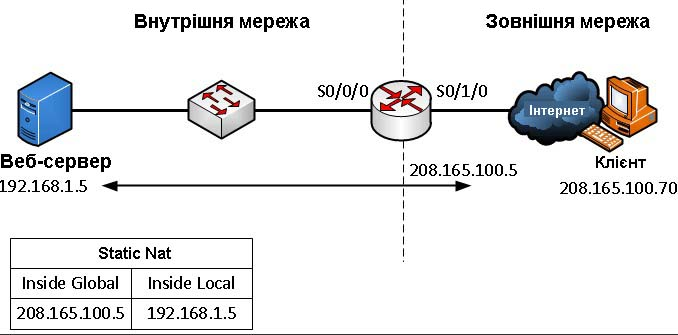 Внутрішня мережа
Зовнішня мережа
S0/0/0
S0/1/0
Інтернет
Веб-сервер
192.168.1.5
Клієнт
208.165.100.70
208.165.100.5
Static Nat
Inside Global
Inside Local
208.165.100.5
192.168.1.5